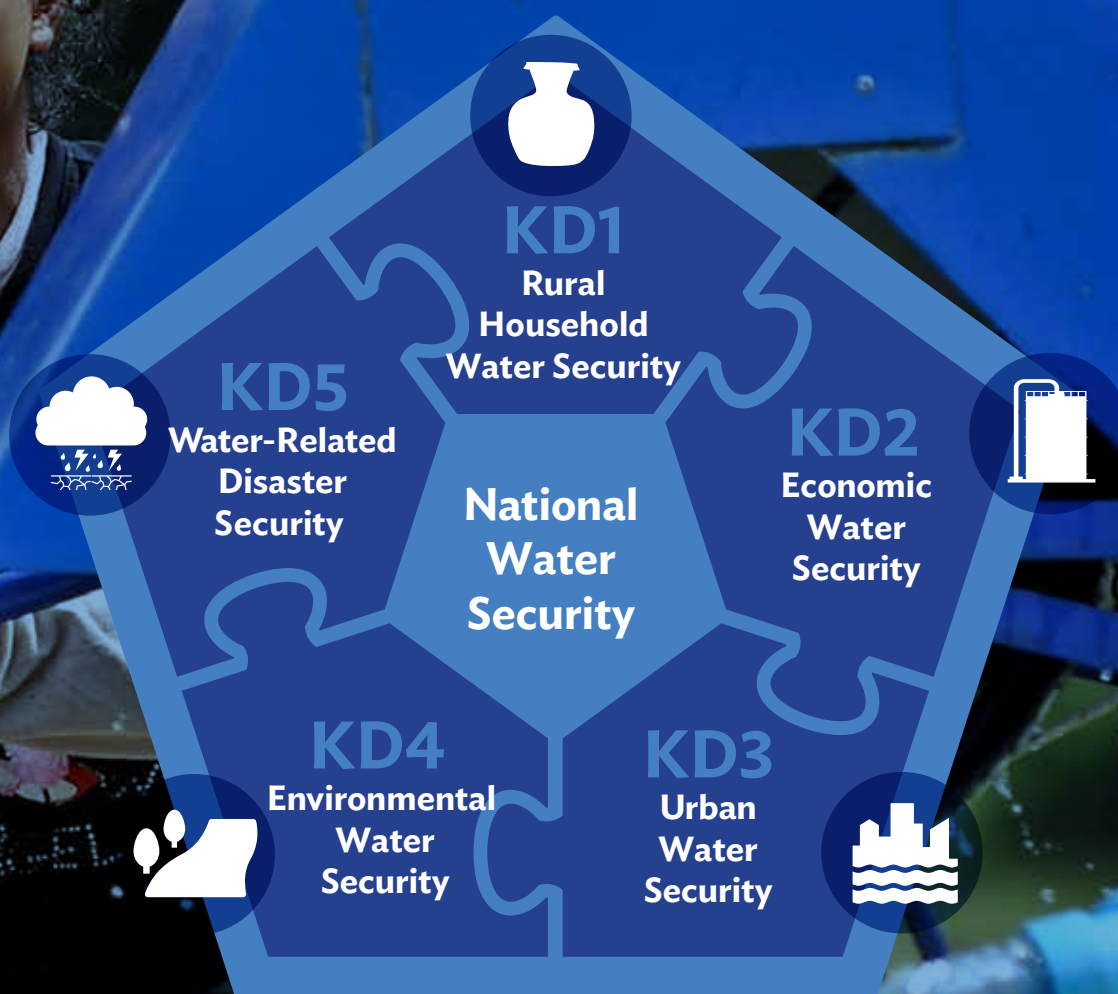 KD1
Rural
Household
Water Security
KD2
Economic
Water
Security
KD3
Urban
Water
Security
KD4
Environmental
Water
Security
KD5
Water-Related
Disaster
Security
National
Water
Security